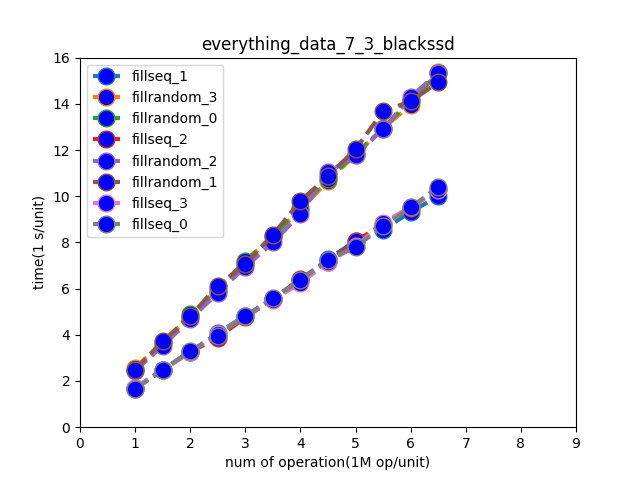 everything_data_7_3_blackssd
time(1 s/unit)
16
14
12
10
8
6
4
2
0
fillseq_1
fillrandom_3
fillrandom_0
fillseq_2
fillrandom_2
fillrandom_1
fillseq_3
fillseq_0
0 1 2 3 4 5 6 7 8 9
num of operation(1M op/unit)